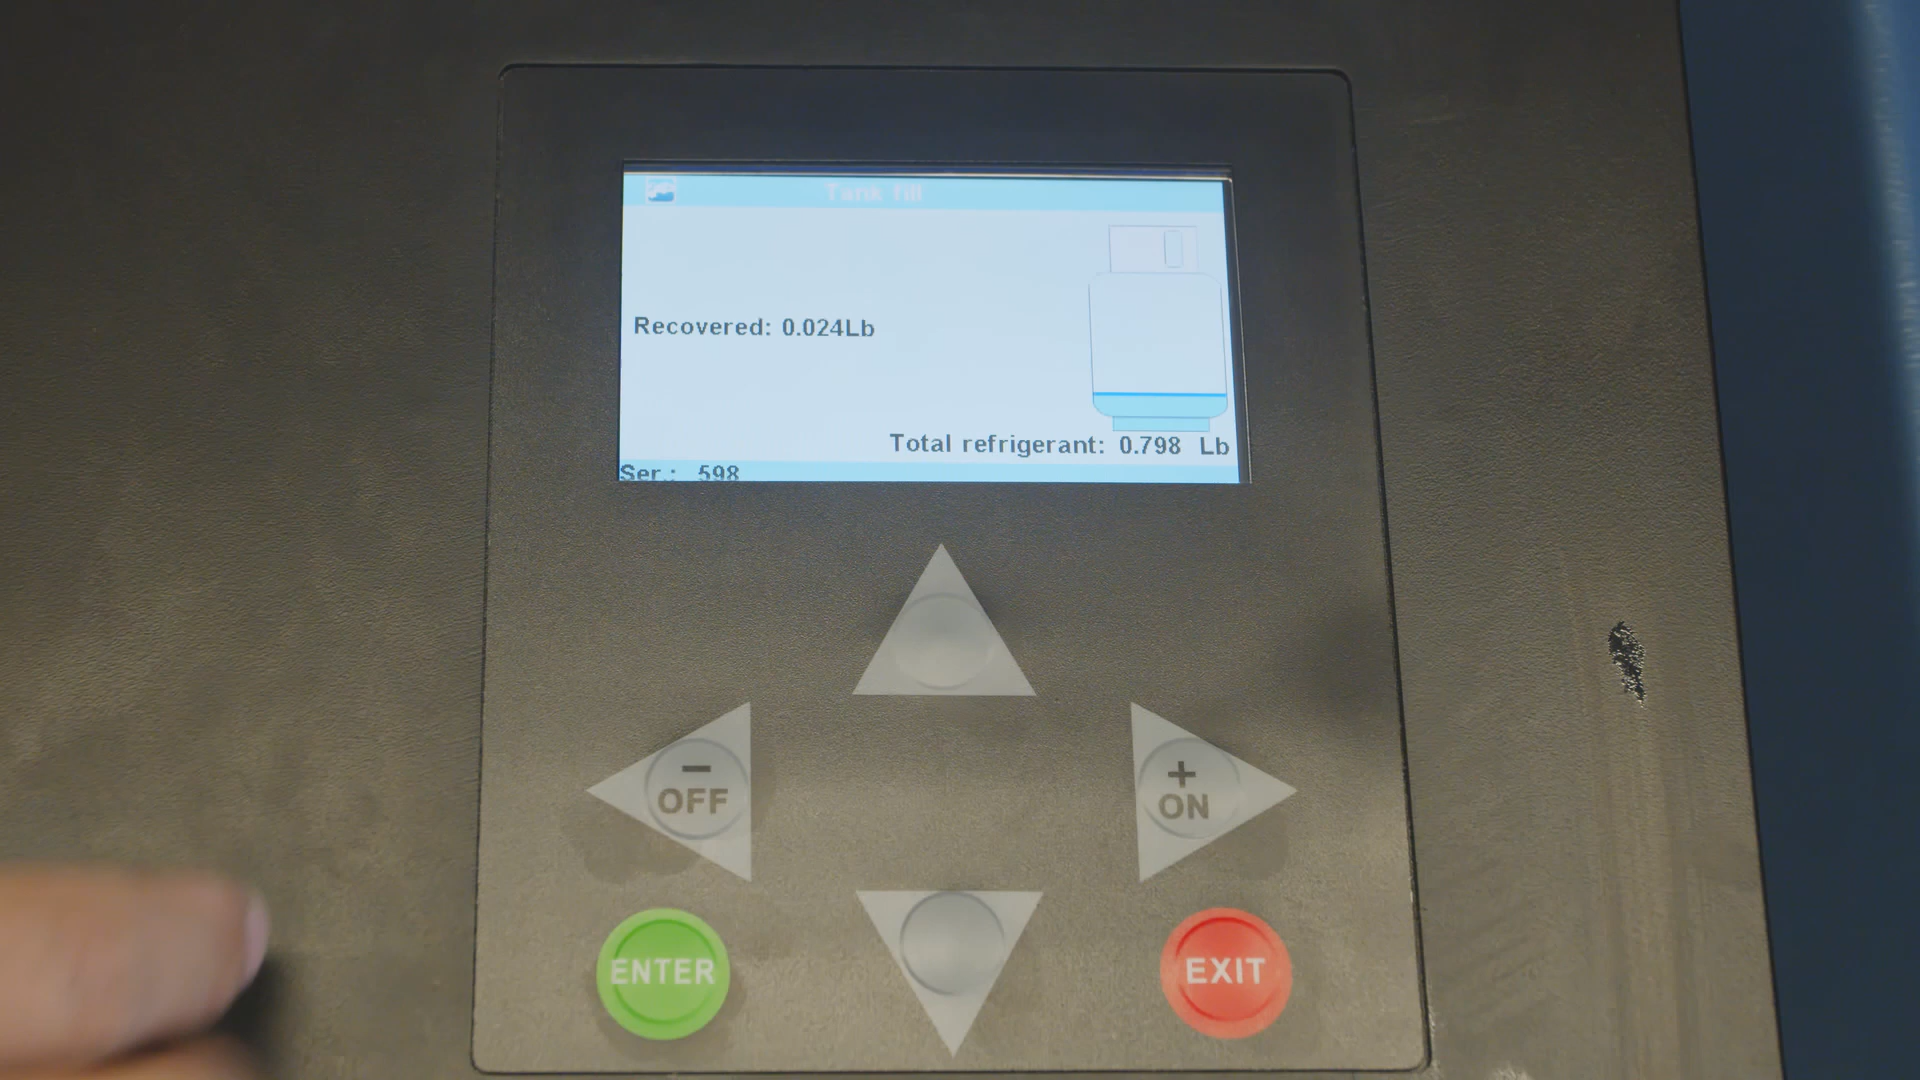 Tank fill
Recovered: 0.024Lb
Total refrigerant: 0.798 Lb
Ser.: 598
- OFF
+ ON
ENTER
EXIT